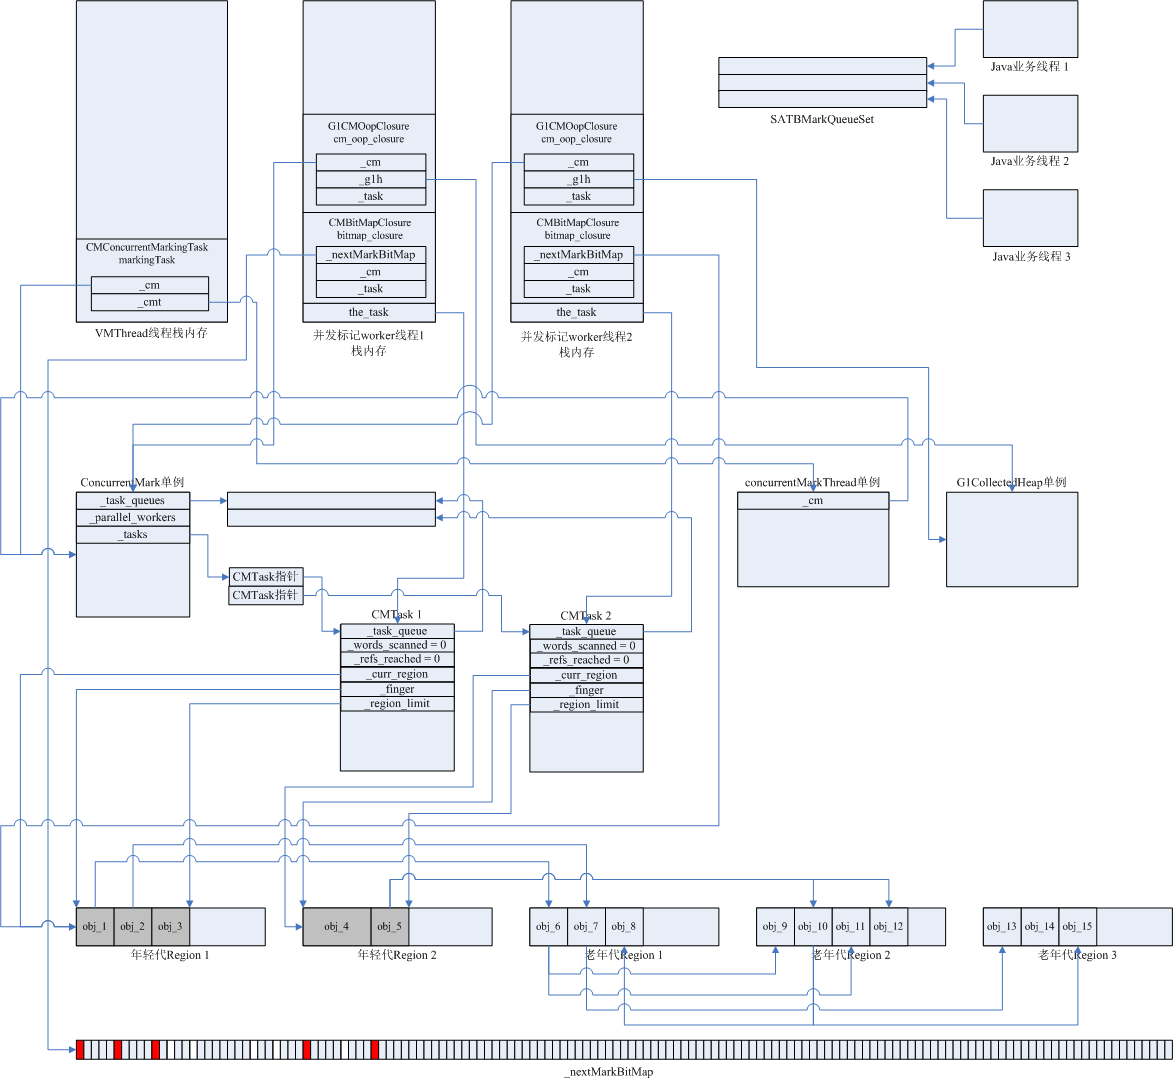 Java业务线程 1
SATBMarkQueueSet
Java业务线程 2
Java业务线程 3
CMConcurrentMarkingTask
markingTask
_cm
_cmt
VMThread线程栈内存
G1CMOopClosure
cm_oop_closure
_cm
_g1h
_task
CMBitMapClosure
bitmap_closure
_nextMarkBitMap
_cm
_task
the_task
并发标记worker线程1
栈内存
G1CMOopClosure
cm_oop_closure
_cm
_g1h
_task
CMBitMapClosure
bitmap_closure
_nextMarkBitMap
_cm
_task
the_task
并发标记worker线程2
栈内存
ConcurrentMark单例
_task_queues
_parallel_workers
_tasks
concurrentMarkThread单例
_cm
G1CollectedHeap单例
CMTask指针
CMTask指针
CMTask 1
_task_queue
_words_scanned = 0
_refs_reached = 0
_curr_region
_finger
_region_limit
CMTask 2
_task_queue
_words_scanned = 0
_refs_reached = 0
_curr_region
_finger
_region_limit
obj_1 obj_2 obj_3
年轻代Region 1
obj_4 obj_5
年轻代Region 2
obj_6 obj_7 obj_8
老年代Region 1
obj_9 obj_10 obj_11 obj_12
老年代Region 2
obj_13 obj_14 obj_15
老年代Region 3
_nextMarkBitMap